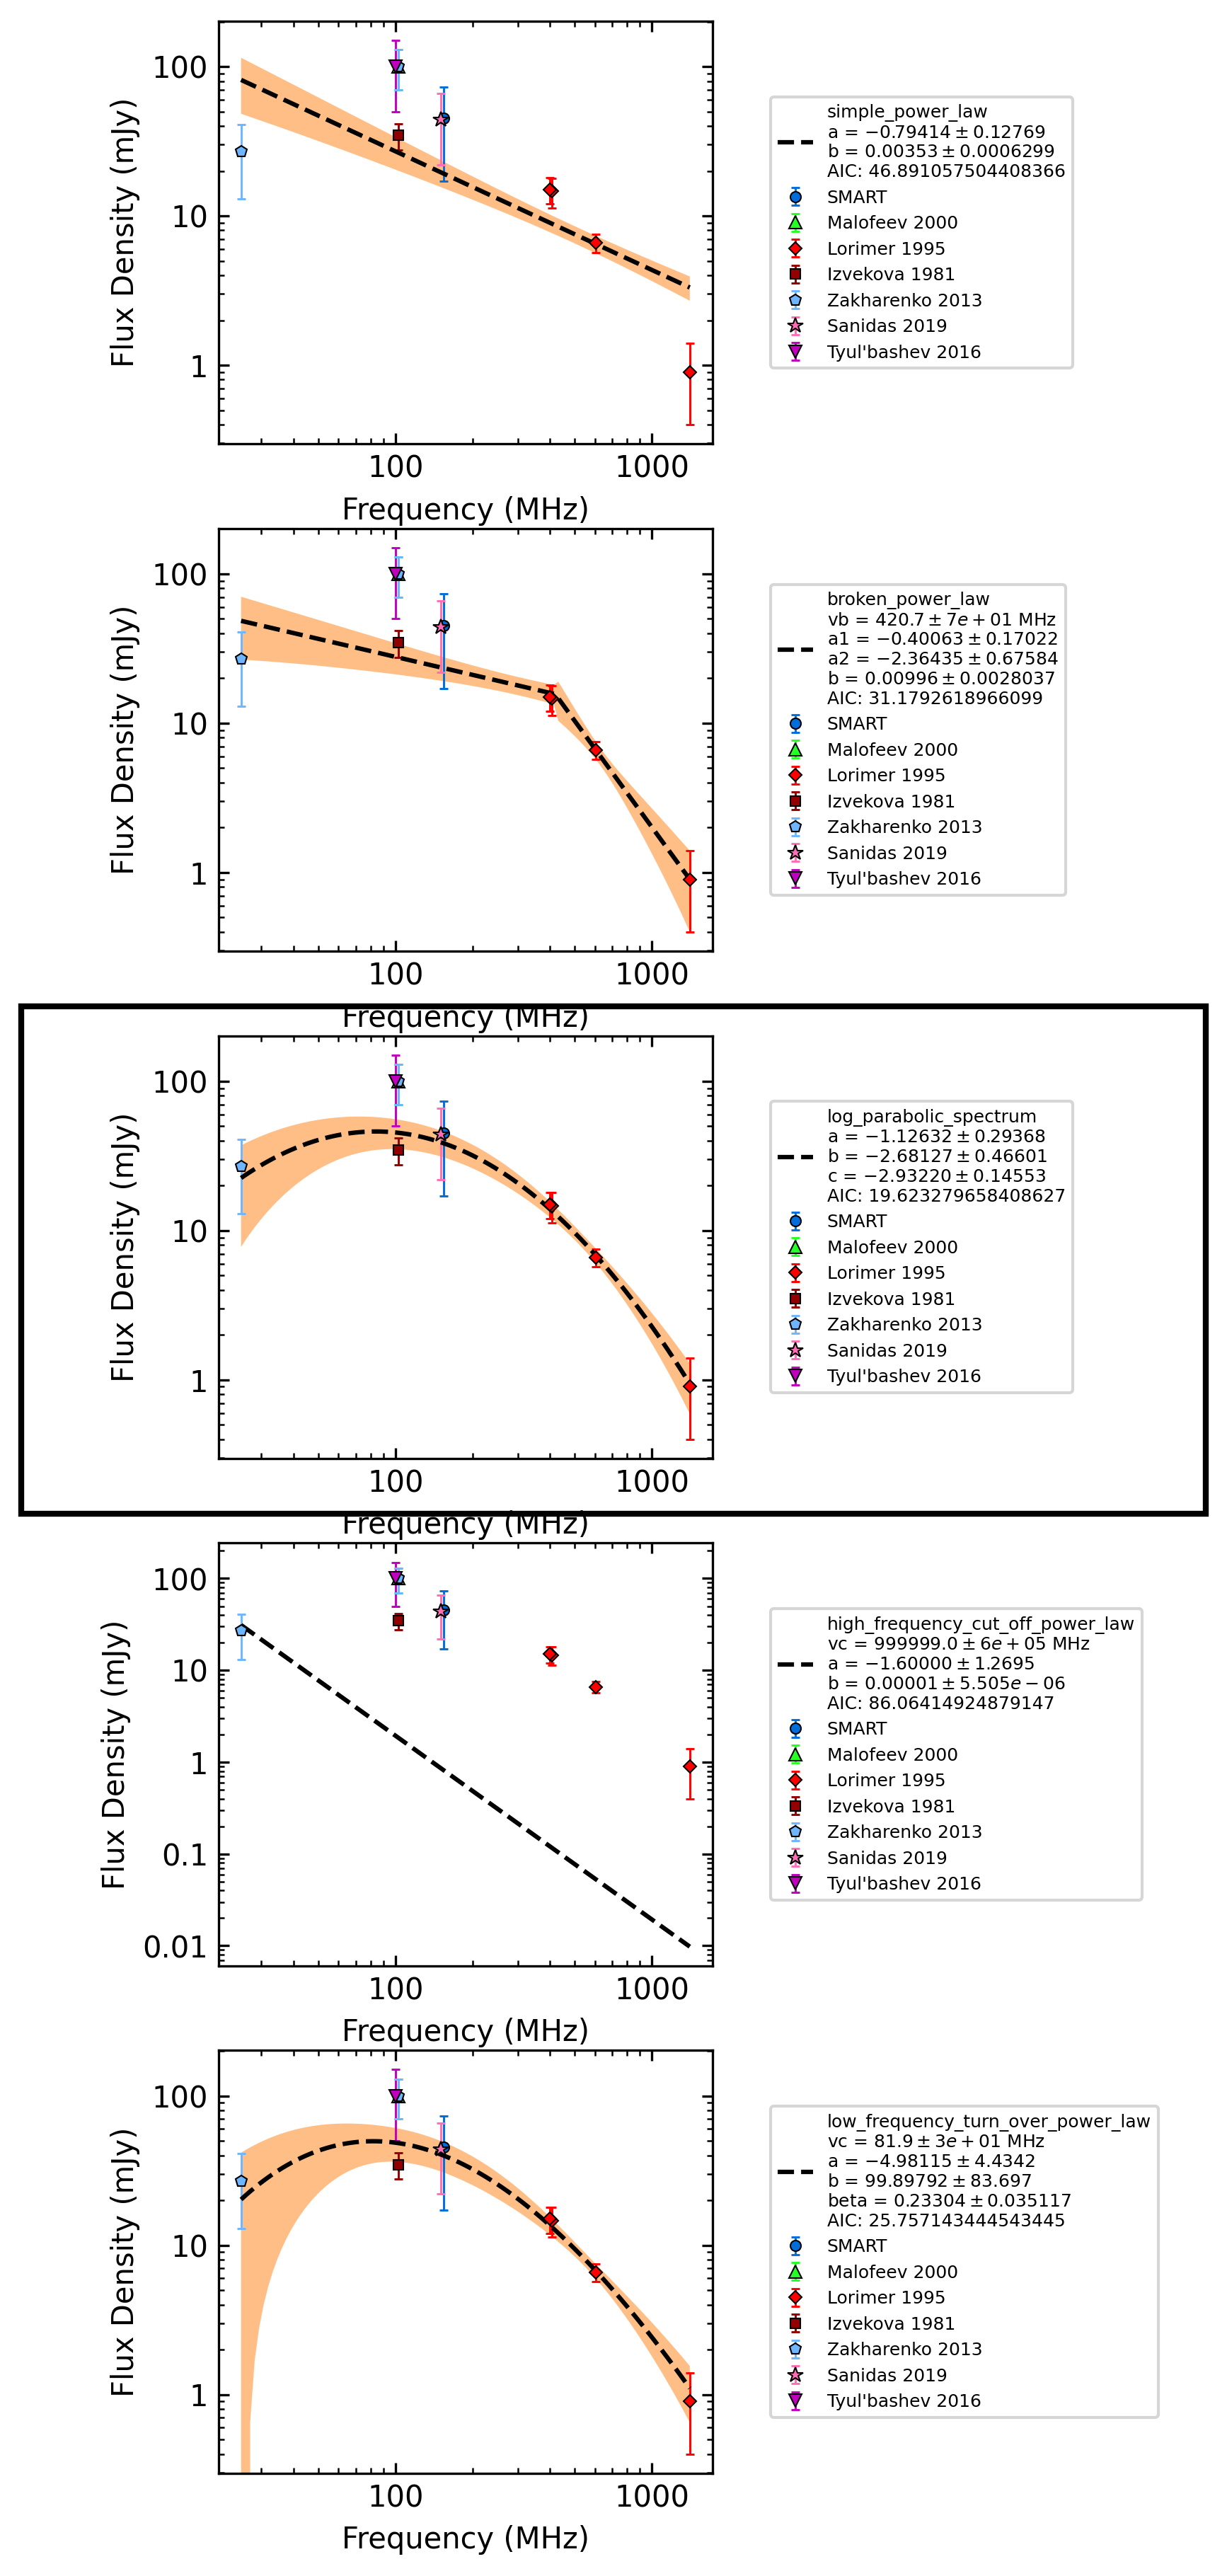 100
10
1
Flux Density (mJy)
100
1000
Frequency (MHz)
simple_power_law
a = −0.79414 ± 0.12769
b = 0.00353 ± 0.0006299
AIC: 46.891057504408366
SMART
Malofeev 2000
Lorimer 1995
Izvekova 1981
Zakharenko 2013
Sanidas 2019
Tyul'bashev 2016
100
10
1
Flux Density (mJy)
100
1000
Frequency (MHz)
broken_power_law
vb = 420.7 ± 7e + 01 MHz
a1 = −0.40063 ± 0.17022
a2 = −2.36435 ± 0.67584
b = 0.00996 ± 0.0028037
AIC: 31.1792618966099
SMART
Malofeev 2000
Lorimer 1995
Izvekova 1981
Zakharenko 2013
Sanidas 2019
Tyul'bashev 2016
100
10
1
Flux Density (mJy)
100
1000
Frequency (MHz)
log_parabolic_spectrum
a = −1.12632 ± 0.29368
b = −2.68127 ± 0.46601
c = −2.93220 ± 0.14553
AIC: 19.623279658408627
SMART
Malofeev 2000
Lorimer 1995
Izvekova 1981
Zakharenko 2013
Sanidas 2019
Tyul'bashev 2016
100
10
1
0.1
0.01
Flux Density (mJy)
100
1000
Frequency (MHz)
high_frequency_cut_off_power_law
vc = 999999.0 ± 6e + 05 MHz
a = −1.60000 ± 1.2695
b = 0.00001 ± 5.505e − 06
AIC: 86.06414924879147
SMART
Malofeev 2000
Lorimer 1995
Izvekova 1981
Zakharenko 2013
Sanidas 2019
Tyul'bashev 2016
100
10
1
Flux Density (mJy)
100
1000
Frequency (MHz)
low_frequency_turn_over_power_law
vc = 81.9 ± 3e + 01 MHz
a = −4.98115 ± 4.4342
b = 99.89792 ± 83.697
beta = 0.23304 ± 0.035117
AIC: 25.757143444543445
SMART
Malofeev 2000
Lorimer 1995
Izvekova 1981
Zakharenko 2013
Sanidas 2019
Tyul'bashev 2016